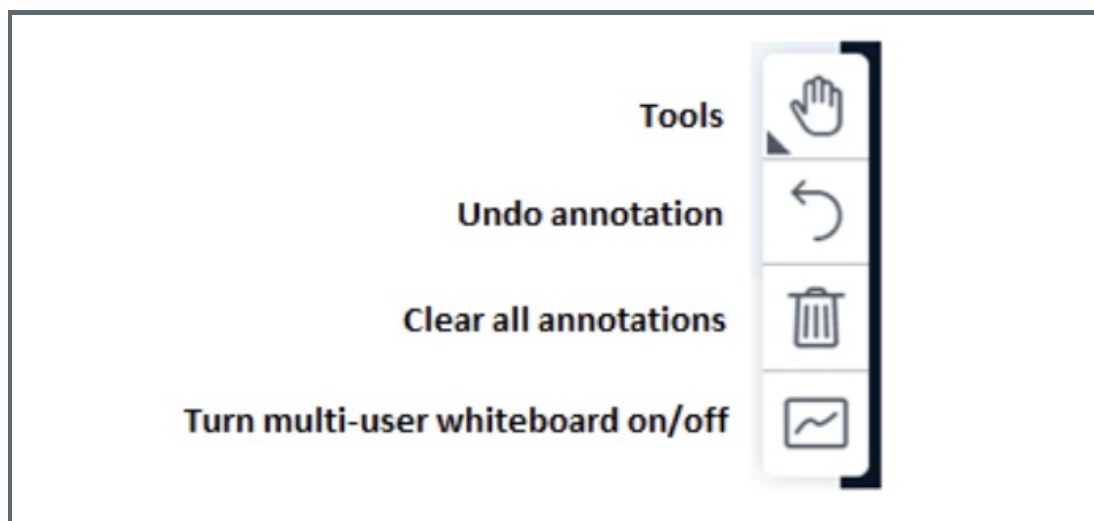 Tools
Undo annotation
Clear all annotations
Turn multi-user whiteboard on/off